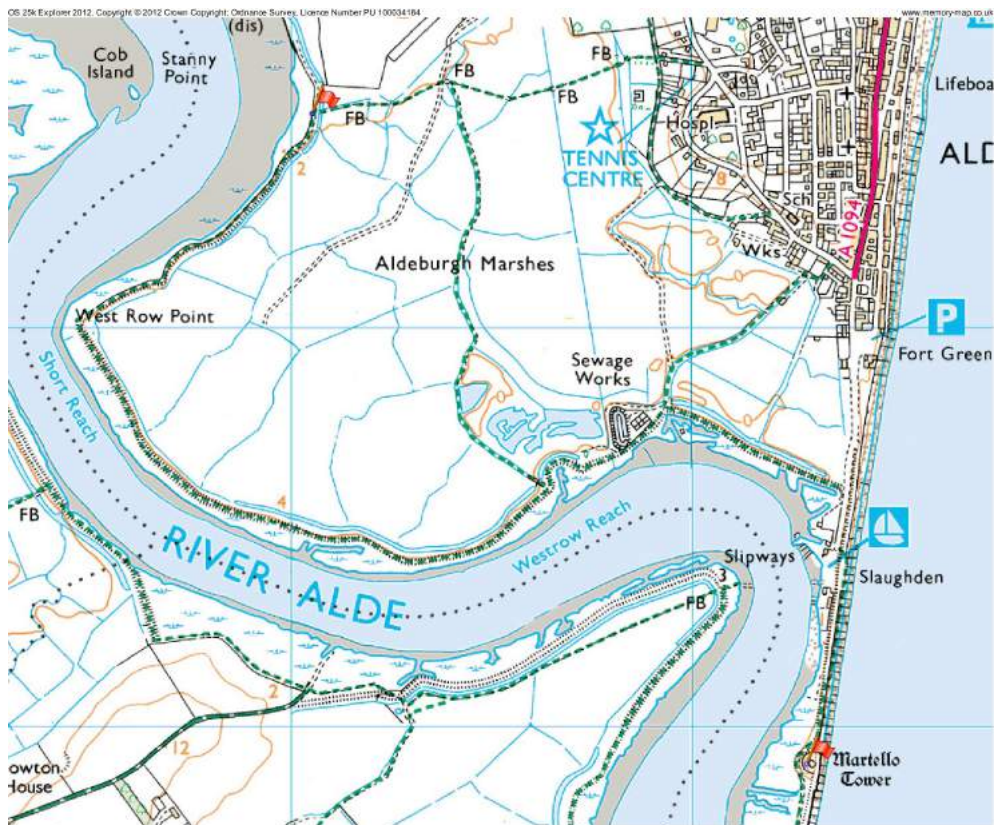 OS 25k Explorer 2012. Copyright © 2012 Crown Copyright; Ordnance Survey, Licence Number PU 100034184
www.memory-map.co.uk
(dis)
Cob
Island
Stanny
Point
FB
FB
FB
Lifeboa
Hospl
TENNIS
CENTRE
2
8
ALD
Sch
A 1094
Wks
Aldeburgh Marshes
West Row Point
P
Fort Green
Short Reach
Sewage
Works
4
FB
RIVER ALDE
Westrow Reach
Slipways
Slaughden
3
FB
2
12
owton
House
Martello
Tower